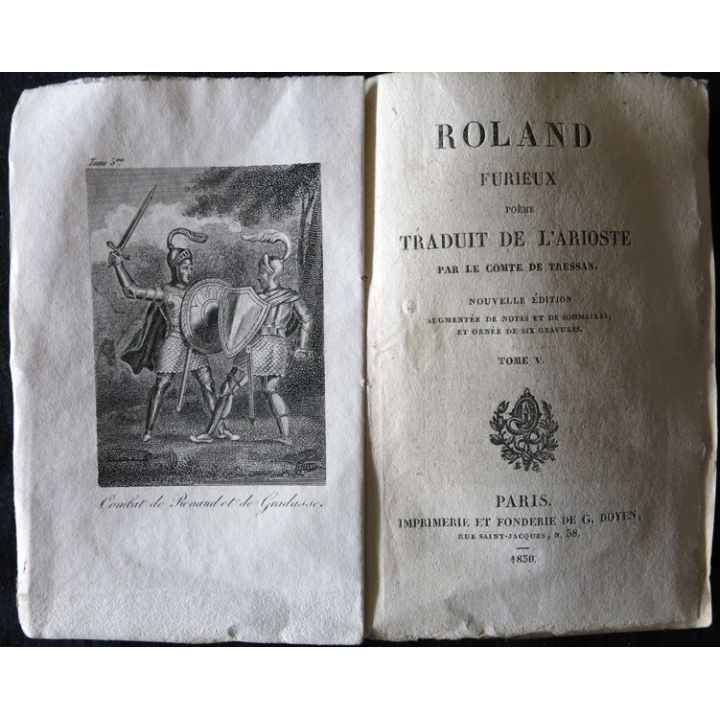 Tome 5.me
Combat de Renaud et de Gradasse.
ROLAND
FURIEUX
POÈME
TRADUIT DE L'ARIOSTE
PAR LE COMTE DE TRESSAN.
NOUVELLE ÉDITION
AUGMENTÉE DE NOTES ET DE SOMMAIRES,
ET ORNÉE DE SIX GRAVURES.
TOME V.
PARIS.
IMPRIMERIE ET FONDERIE DE G. DOYEN,
RUE SAINT-JACQUES, N. 38.
1830.